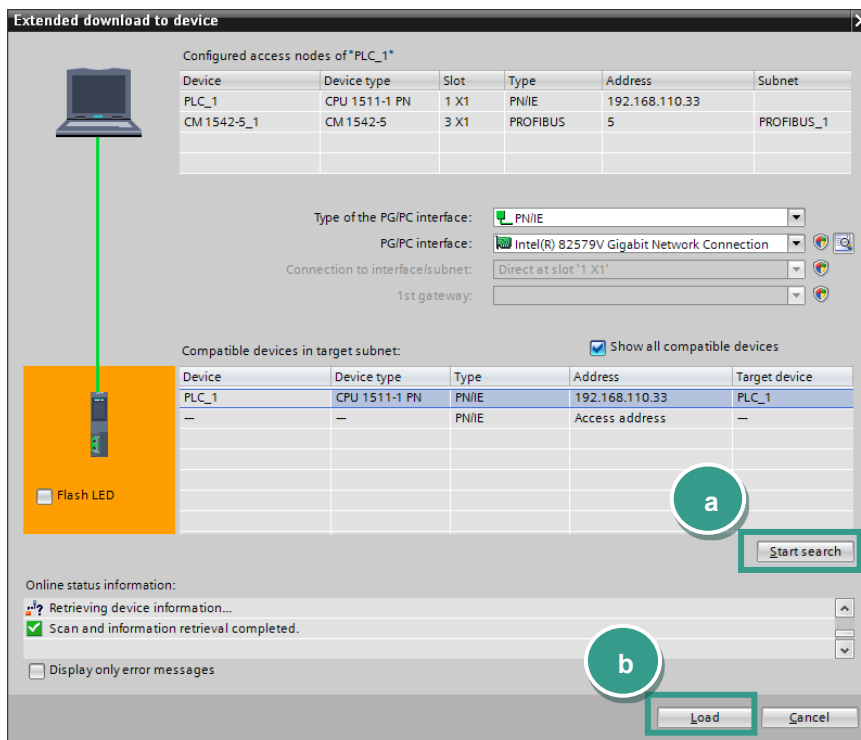 Extended download to device
Configured access nodes of "PLC_1"
Device Device type Slot Type Address Subnet
PLC_1 CPU 1511-1 PN 1 X1 PN/IE 192.168.110.33
CM 1542-5_1 CM 1542-5 3 X1 PROFIBUS 5 PROFIBUS_1
Type of the PG/PC interface: PN/IE
PG/PC interface: Intel(R) 82579V Gigabit Network Connection
Connection to interface/subnet: Direct at slot '1 X1'
1st gateway:
Compatible devices in target subnet: Show all compatible devices
Device Device type Type Address Target device
PLC_1 CPU 1511-1 PN PN/IE 192.168.110.33 PLC_1
— — PN/IE Access address —
Flash LED
a
Start search
Online status information:
Retrieving device information...
Scan and information retrieval completed.
Display only error messages
b
Load Cancel